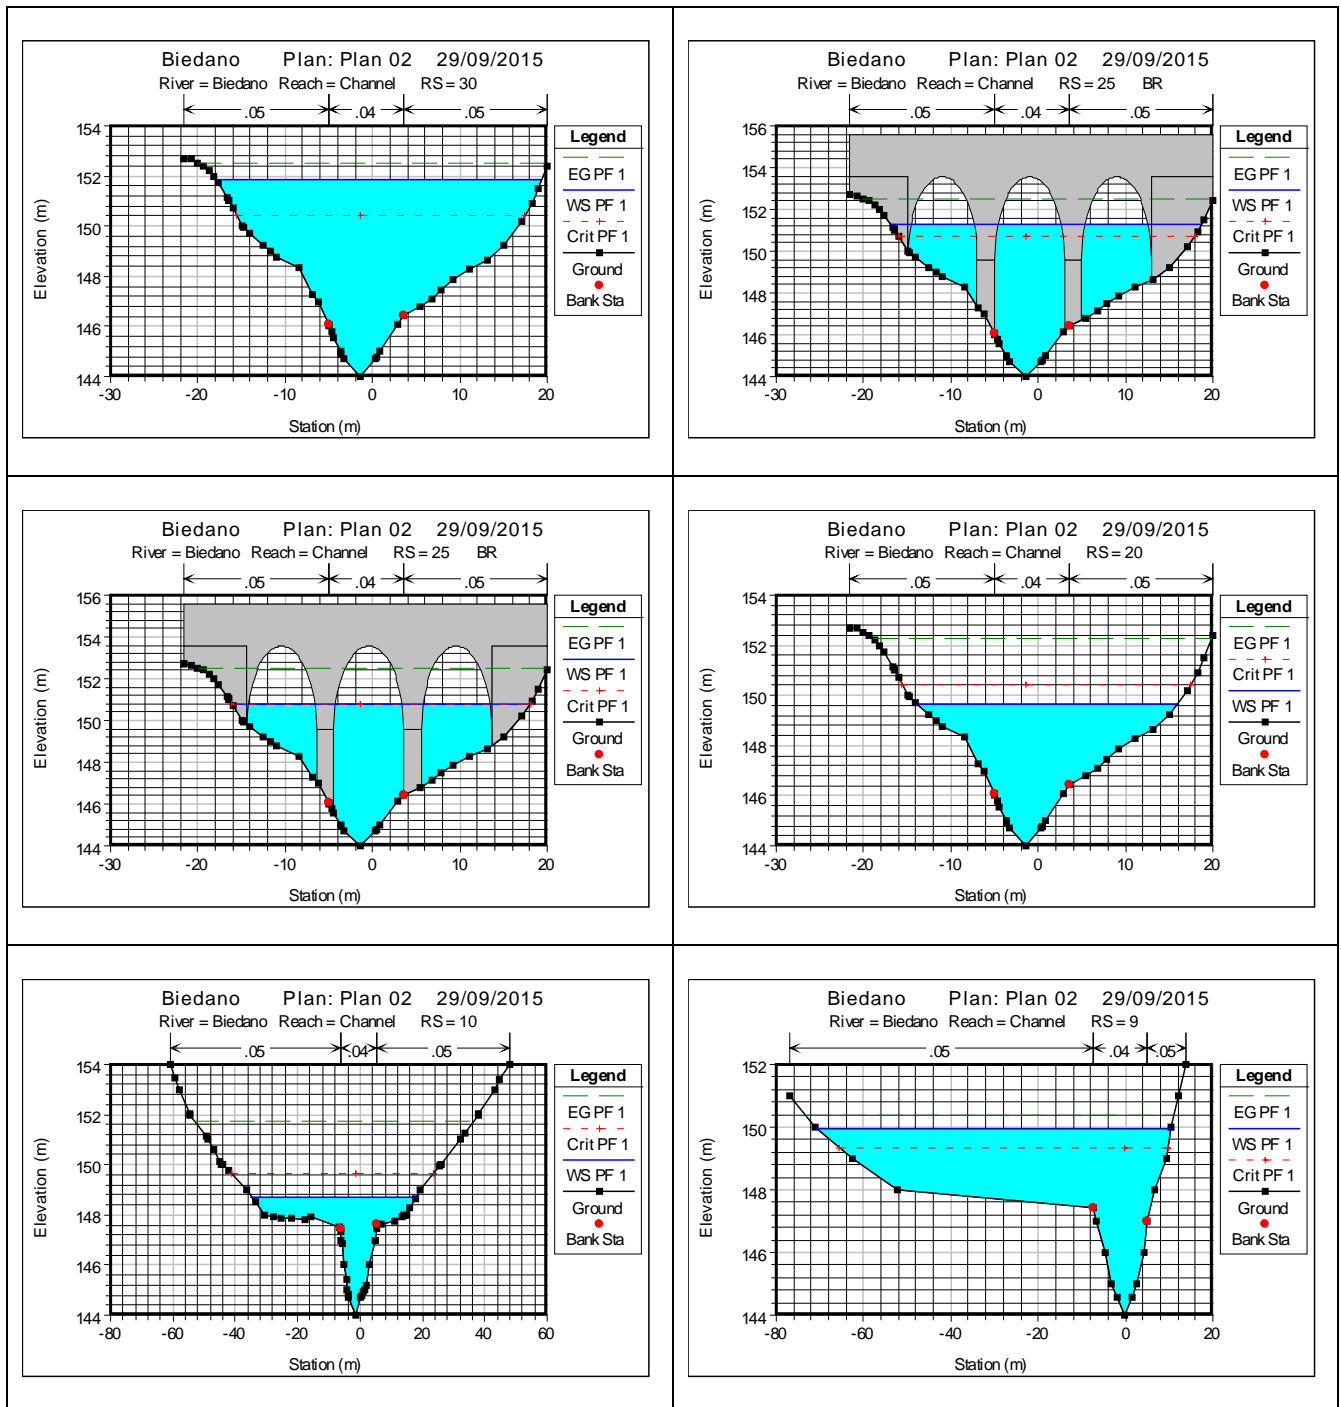 Biedano Plan: Plan 02 29/09/2015
River = Biedano Reach = Channel RS = 30
.05 .04 .05
Legend
EG PF 1
WS PF 1
Crit PF 1
Ground
Bank Sta
154
152
150
148
146
144
Elevation (m)
-30 -20 -10 0 10 20
Station (m)
Biedano Plan: Plan 02 29/09/2015
River = Biedano Reach = Channel RS = 25 BR
.05 .04 .05
Legend
EG PF 1
WS PF 1
Crit PF 1
Ground
Bank Sta
156
154
152
150
148
146
144
Elevation (m)
-30 -20 -10 0 10 20
Station (m)
Biedano Plan: Plan 02 29/09/2015
River = Biedano Reach = Channel RS = 25 BR
.05 .04 .05
Legend
EG PF 1
WS PF 1
Crit PF 1
Ground
Bank Sta
156
154
152
150
148
146
144
Elevation (m)
-30 -20 -10 0 10 20
Station (m)
Biedano Plan: Plan 02 29/09/2015
River = Biedano Reach = Channel RS = 20
.05 .04 .05
Legend
EG PF 1
Crit PF 1
WS PF 1
Ground
Bank Sta
154
152
150
148
146
144
Elevation (m)
-30 -20 -10 0 10 20
Station (m)
Biedano Plan: Plan 02 29/09/2015
River = Biedano Reach = Channel RS = 10
.05 .04 .05
Legend
EG PF 1
Crit PF 1
WS PF 1
Ground
Bank Sta
154
152
150
148
146
144
Elevation (m)
-80 -60 -40 -20 0 20 40 60
Station (m)
Biedano Plan: Plan 02 29/09/2015
River = Biedano Reach = Channel RS = 9
.05 .04 .05
Legend
EG PF 1
WS PF 1
Crit PF 1
Ground
Bank Sta
152
150
148
146
144
Elevation (m)
-80 -60 -40 -20 0 20
Station (m)